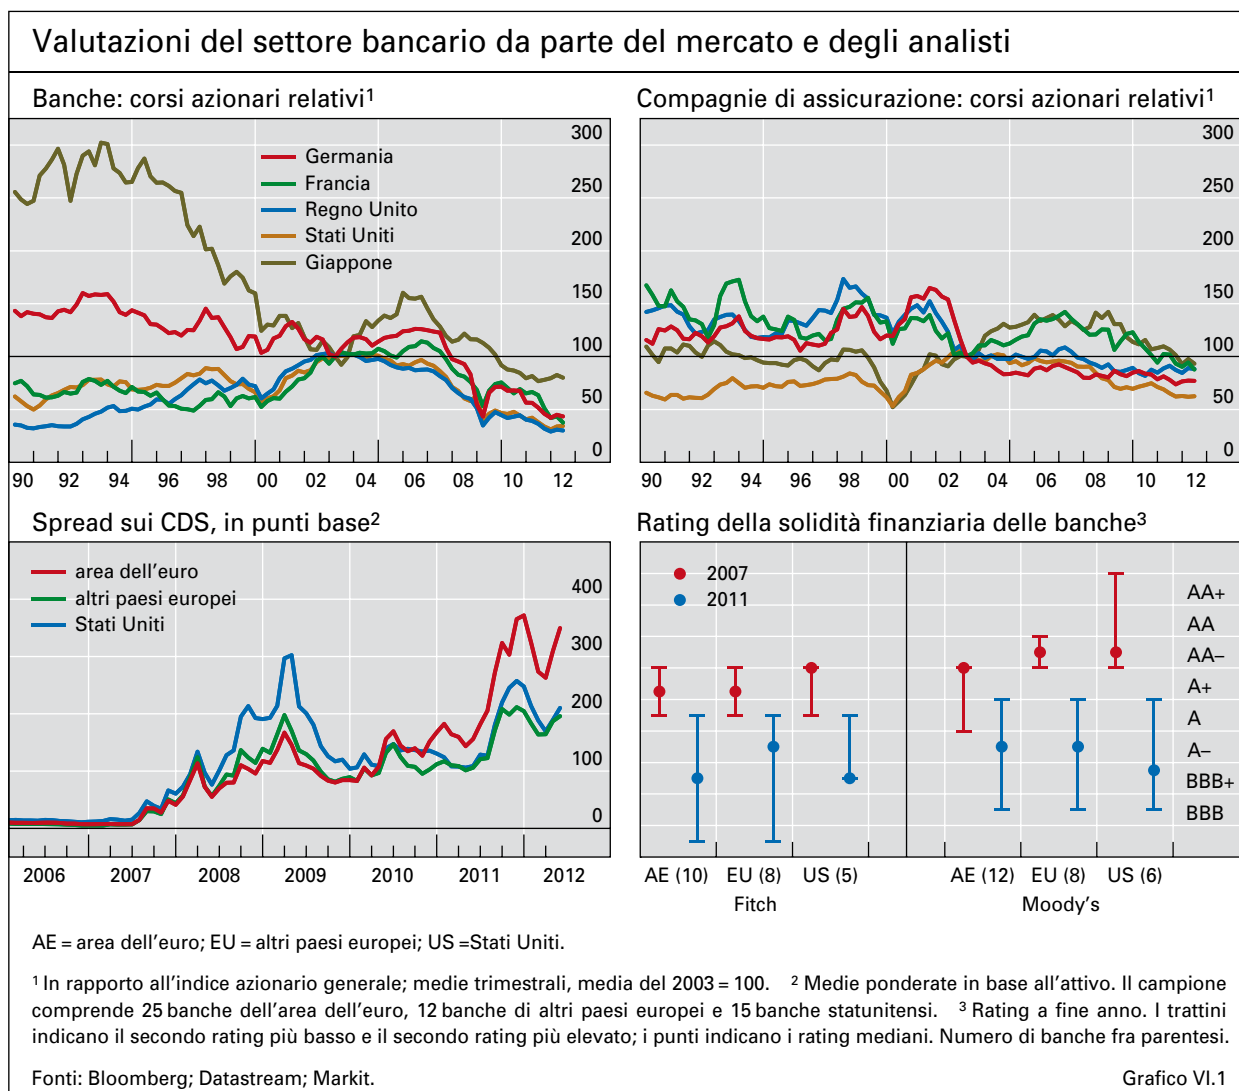 Valutazioni del settore bancario da parte del mercato e degli analisti
Banche: corsi azionari relativi¹
Germania
Francia
Regno Unito
Stati Uniti
Giappone
300
250
200
150
100
50
0
90 92 94 96 98 00 02 04 06 08 10 12
Compagnie di assicurazione: corsi azionari relativi¹
300
250
200
150
100
50
0
90 92 94 96 98 00 02 04 06 08 10 12
Spread sui CDS, in punti base²
area dell'euro
altri paesi europei
Stati Uniti
400
300
200
100
0
2006 2007 2008 2009 2010 2011 2012
Rating della solidità finanziaria delle banche³
2007
2011
AA+
AA
AA–
A+
A
A–
BBB+
BBB
AE (10) EU (8) US (5) AE (12) EU (8) US (6)
Fitch Moody's
AE = area dell'euro; EU = altri paesi europei; US =Stati Uniti.
¹ In rapporto all'indice azionario generale; medie trimestrali, media del 2003 = 100. ² Medie ponderate in base all'attivo. Il campione
comprende 25 banche dell'area dell'euro, 12 banche di altri paesi europei e 15 banche statunitensi. ³ Rating a fine anno. I trattini
indicano il secondo rating più basso e il secondo rating più elevato; i punti indicano i rating mediani. Numero di banche fra parentesi.
Fonti: Bloomberg; Datastream; Markit. Grafico VI.1